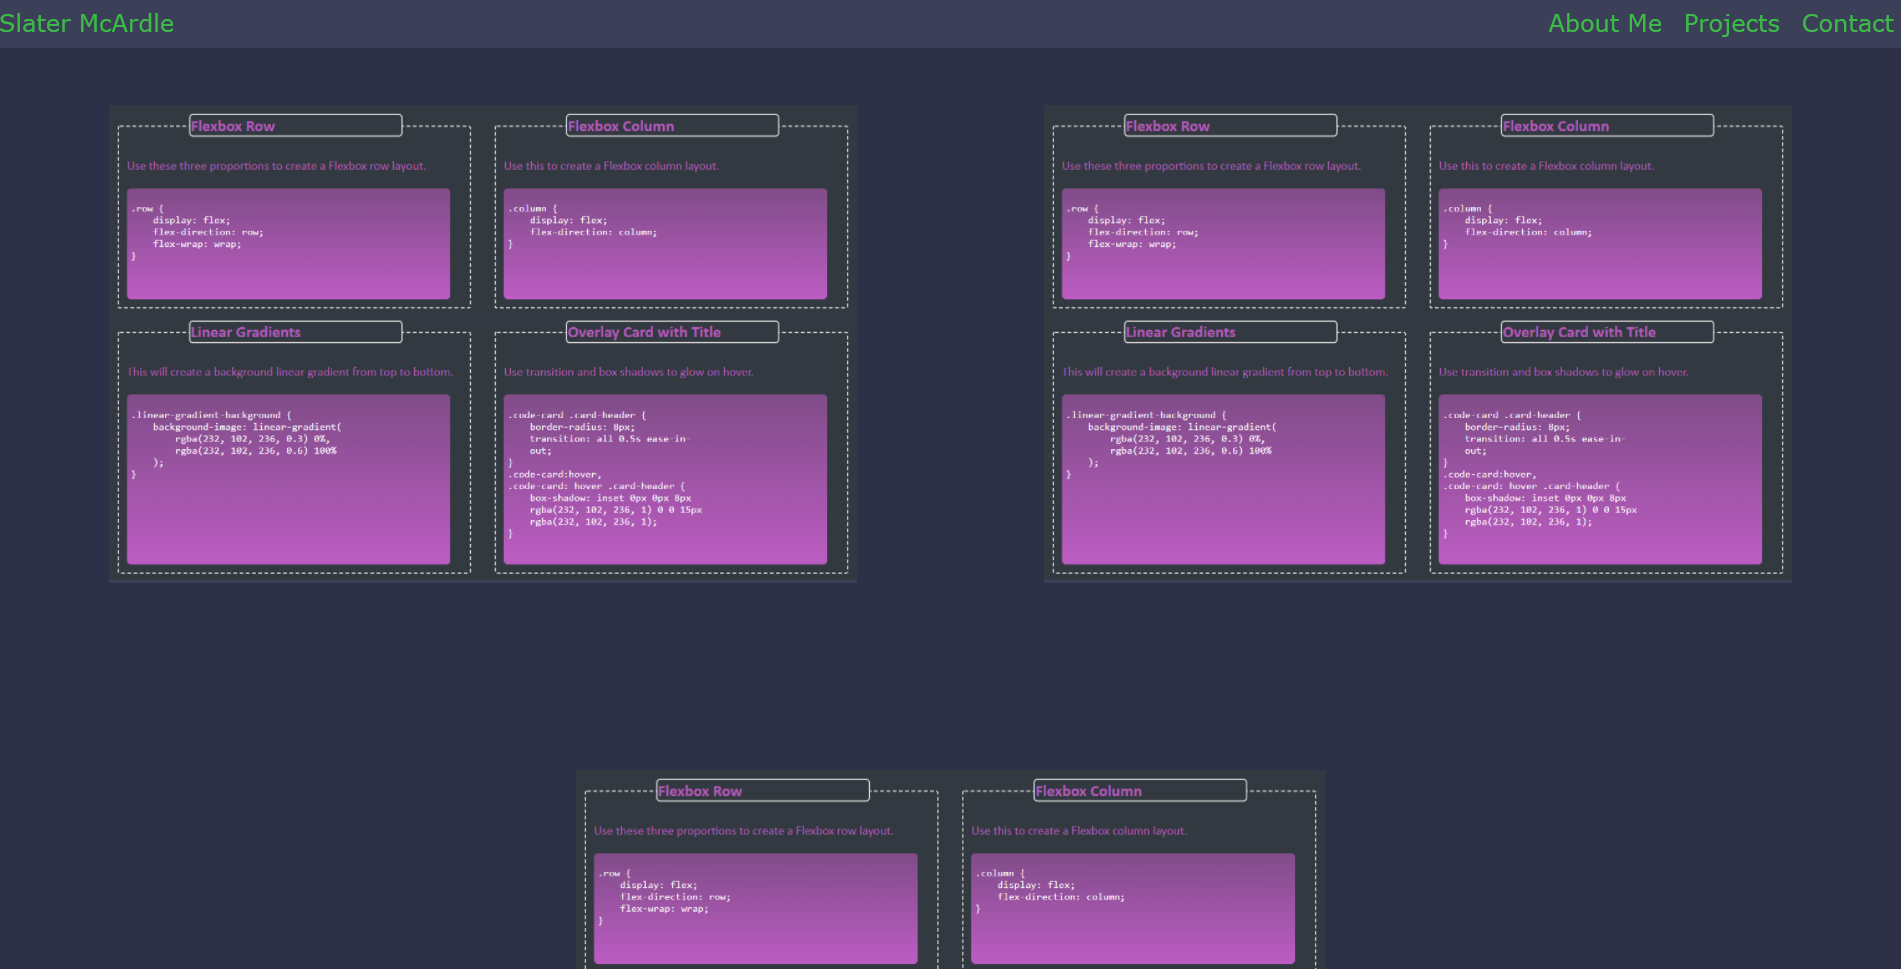 Slater McArdle
About Me Projects Contact
Flexbox Row
Use these three proportions to create a Flexbox row layout.
.row {
display: flex;
flex-direction: row;
flex-wrap: wrap;
}
Flexbox Column
Use this to create a Flexbox column layout.
.column {
display: flex;
flex-direction: column;
}
Linear Gradients
This will create a background linear gradient from top to bottom.
.linear-gradient-background {
background-image: linear-gradient(
rgba(232, 102, 236, 0.3) 0%,
rgba(232, 102, 236, 0.6) 100%
);
}
Overlay Card with Title
Use transition and box shadows to glow on hover.
.code-card .card-header {
border-radius: 8px;
transition: all 0.5s ease-in-
out;
}
.code-card:hover,
.code-card: hover .card-header {
box-shadow: inset 0px 0px 8px
rgba(232, 102, 236, 1) 0 0 15px
rgba(232, 102, 236, 1);
}
Flexbox Row
Use these three proportions to create a Flexbox row layout.
.row {
display: flex;
flex-direction: row;
flex-wrap: wrap;
}
Flexbox Column
Use this to create a Flexbox column layout.
.column {
display: flex;
flex-direction: column;
}
Linear Gradients
This will create a background linear gradient from top to bottom.
.linear-gradient-background {
background-image: linear-gradient(
rgba(232, 102, 236, 0.3) 0%,
rgba(232, 102, 236, 0.6) 100%
);
}
Overlay Card with Title
Use transition and box shadows to glow on hover.
.code-card .card-header {
border-radius: 8px;
transition: all 0.5s ease-in-
out;
}
.code-card:hover,
.code-card: hover .card-header {
box-shadow: inset 0px 0px 8px
rgba(232, 102, 236, 1) 0 0 15px
rgba(232, 102, 236, 1);
}
Flexbox Row
Use these three proportions to create a Flexbox row layout.
.row {
display: flex;
flex-direction: row;
flex-wrap: wrap;
}
Flexbox Column
Use this to create a Flexbox column layout.
.column {
display: flex;
flex-direction: column;
}